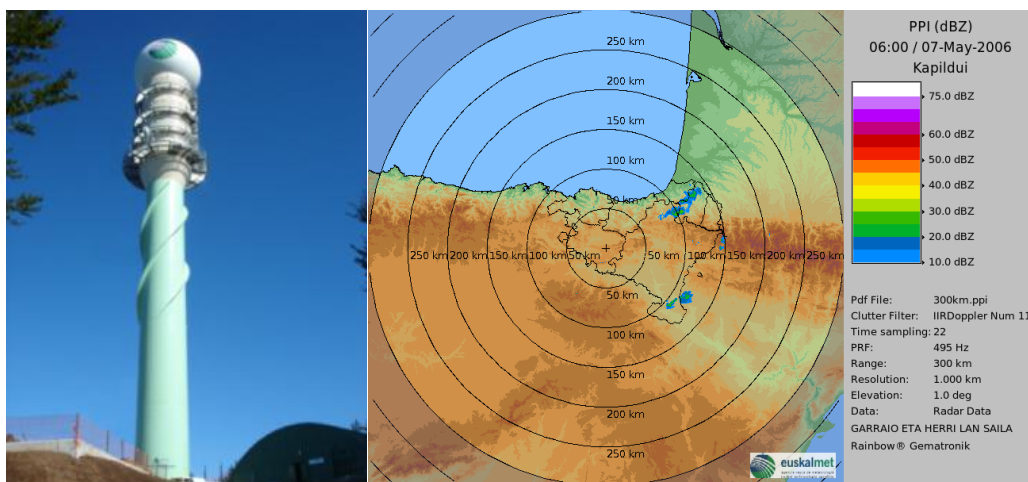 PPI (dBZ)
06:00 / 07-May-2006
Kapildui
75.0 dBZ
60.0 dBZ
50.0 dBZ
40.0 dBZ
30.0 dBZ
20.0 dBZ
10.0 dBZ
Pdf File: 300km.ppi
Clutter Filter: IIRDoppler Num 11
Time sampling: 22
PRF: 495 Hz
Range: 300 km
Resolution: 1.000 km
Elevation: 1.0 deg
Data: Radar Data
GARRAIO ETA HERRI LAN SAILA
Rainbow® Gematronik
250 km
200 km
150 km
100 km
50 km
250 km 200 km 150 km 100 km 50 km 50 km 100 km 150 km 200 km 250 km
50 km
100 km
150 km
200 km
250 km
euskalmet